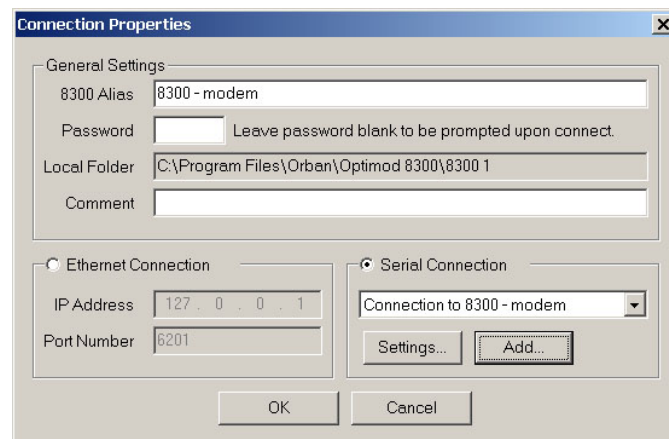 Connection Properties
General Settings
8300 Alias 8300 - modem
Password Leave password blank to be prompted upon connect.
Local Folder C:\Program Files\Orban\Optimod 8300\8300 1
Comment
Ethernet Connection
IP Address 127 . 0 . 0 . 1
Port Number 6201
Serial Connection
Connection to 8300 - modem
Settings... Add...
OK Cancel